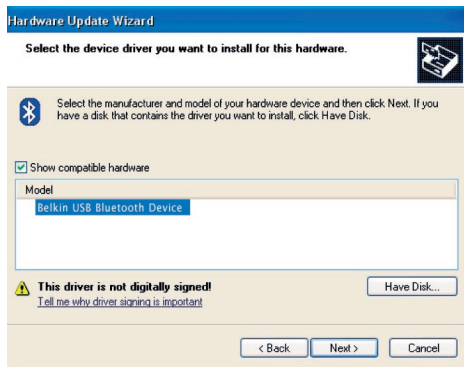 Hardware Update Wizard
Select the device driver you want to install for this hardware.
Select the manufacturer and model of your hardware device and then click Next. If you
have a disk that contains the driver you want to install, click Have Disk.
Show compatible hardware
Model
Belkin USB Bluetooth Device
This driver is not digitally signed!
Tell me why driver signing is important
Have Disk...
< Back
Next >
Cancel